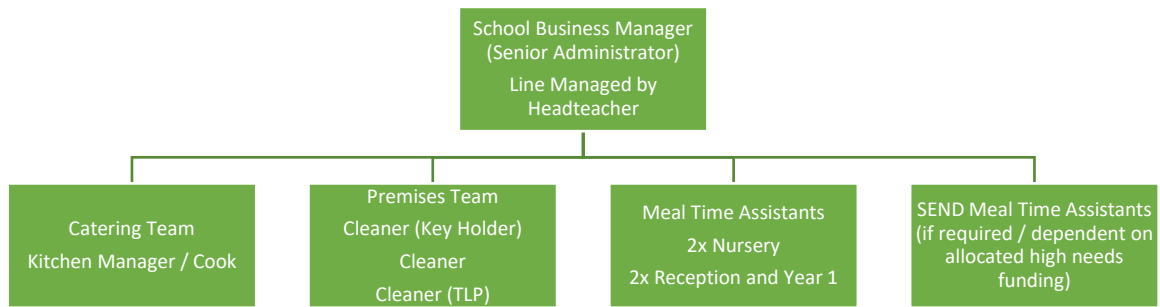 School Business Manager
(Senior Administrator)
Line Managed by
Headteacher
Catering Team
Kitchen Manager / Cook
Premises Team
Cleaner (Key Holder)
Cleaner
Cleaner (TLP)
Meal Time Assistants
2x Nursery
2x Reception and Year 1
SEND Meal Time Assistants
(if required / dependent on
allocated high needs
funding)